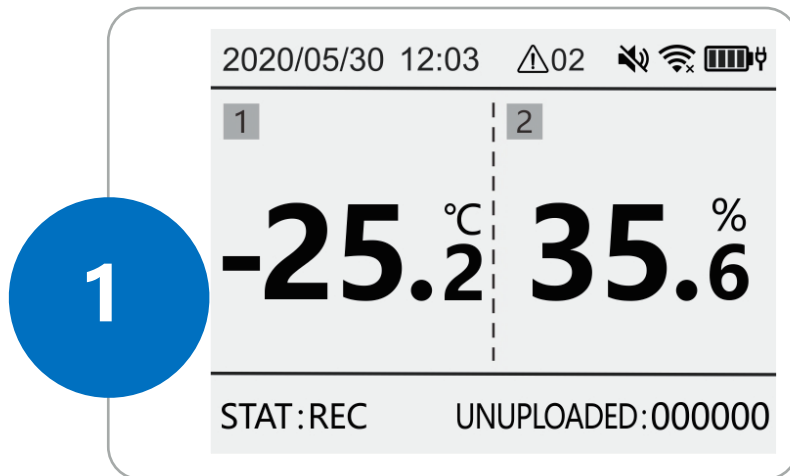 2020/05/30 12:03 02
1 2
-25.2 ℃ 35.6 %
1
STAT:REC UNUPLOADED:000000